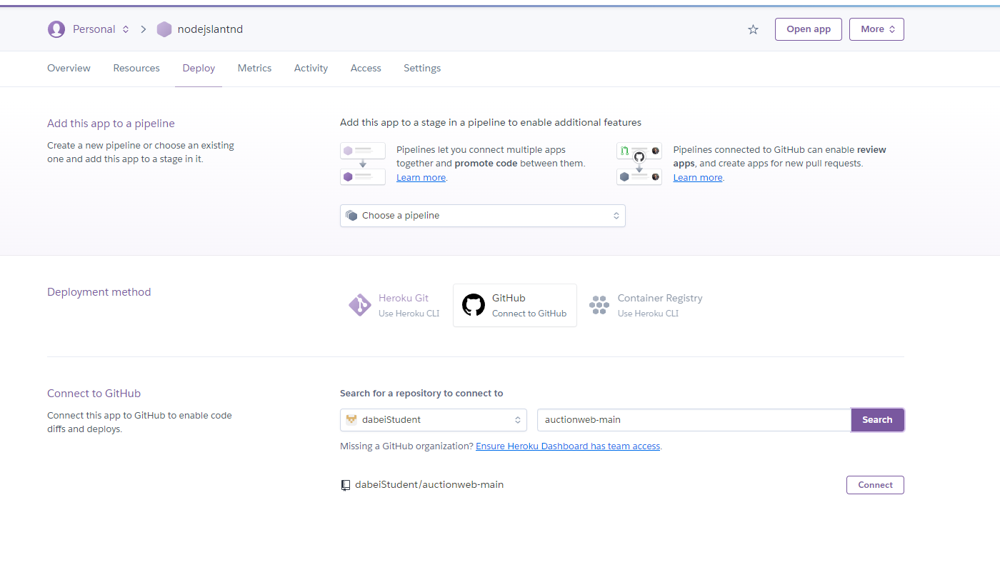 Personal nodejslantnd Open app More
Overview Resources Deploy Metrics Activity Access Settings
Add this app to a pipeline
Create a new pipeline or choose an existing
one and add this app to a stage in it.
Add this app to a stage in a pipeline to enable additional features
Pipelines let you connect multiple apps
together and promote code between them.
Learn more.
Pipelines connected to GitHub can enable review
apps, and create apps for new pull requests.
Learn more.
Choose a pipeline
Deployment method
Heroku Git
Use Heroku CLI
GitHub
Connect to GitHub
Container Registry
Use Heroku CLI
Connect to GitHub
Connect this app to GitHub to enable code
diffs and deploys.
Search for a repository to connect to
dabeiStudent auctionweb-main Search
Missing a GitHub organization? Ensure Heroku Dashboard has team access.
dabeiStudent/auctionweb-main Connect